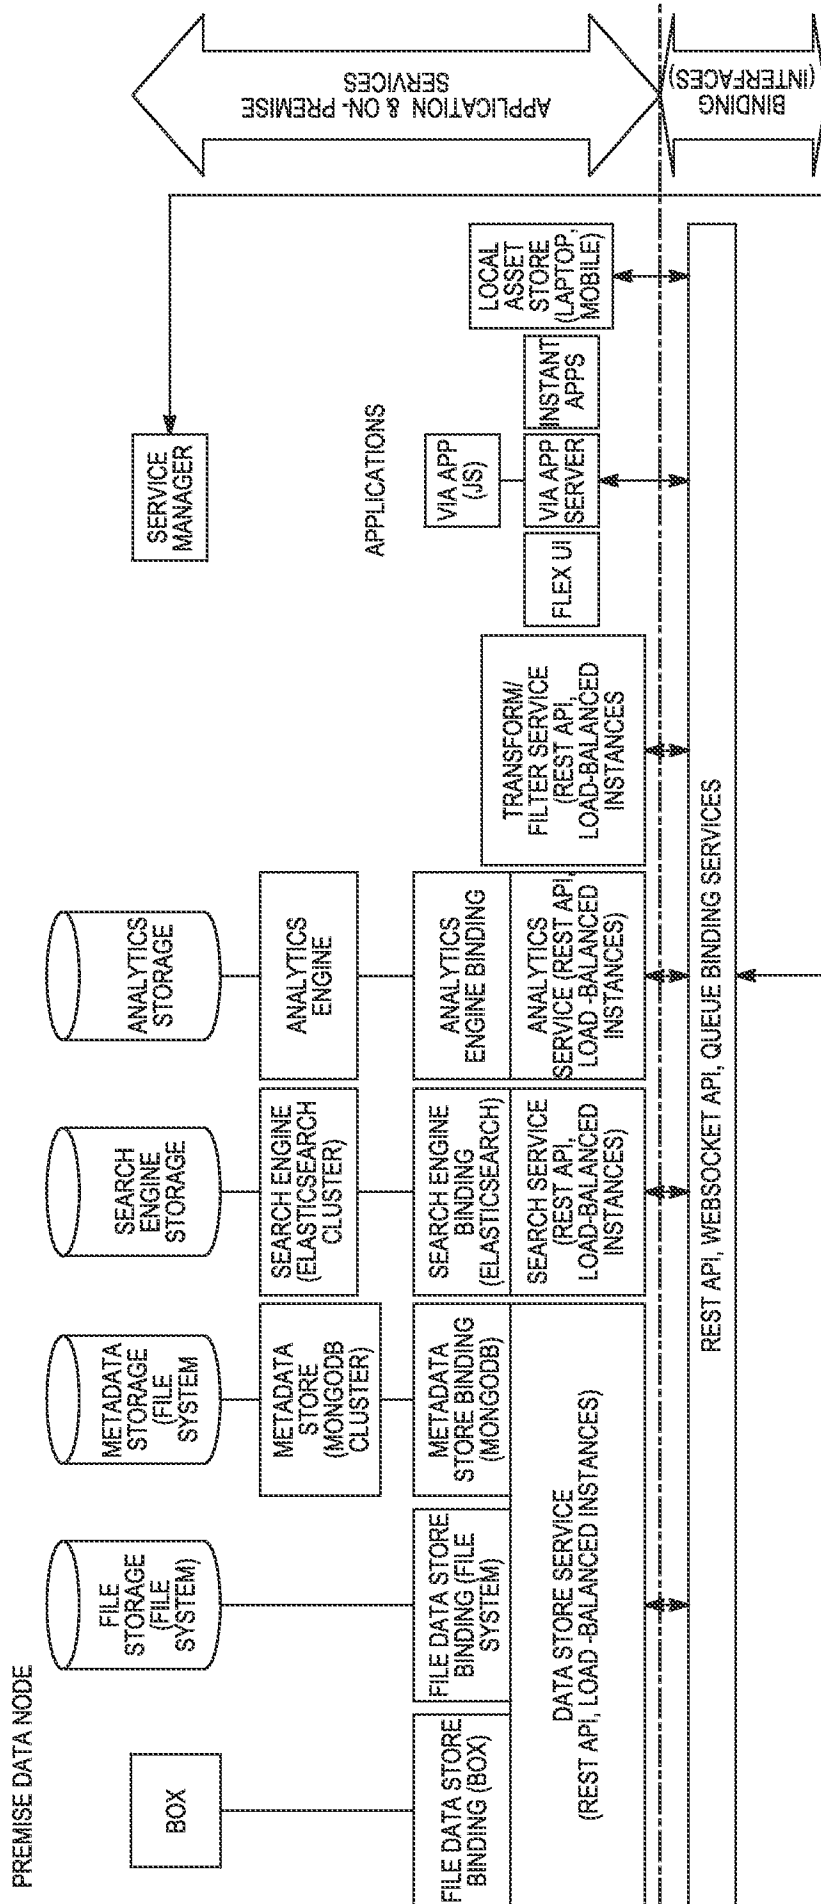 PREMISE DATA NODE
BOX
FILE
STORAGE
(FILE
SYSTEM)
METADATA
STORAGE
(FILE
SYSTEM
SEARCH
ENGINE
STORAGE
ANALYTICS
STORAGE
SERVICE
MANAGER
APPLICATION & ON-PREMISE
SERVICES
METADATA
STORE
(MONGODB
CLUSTER)
SEARCH ENGINE
(ELASTICSEARCH
CLUSTER)
ANALYTICS
ENGINE
APPLICATIONS
FILE DATA STORE
BINDING (BOX)
FILE DATA STORE
BINDING (FILE
SYSTEM)
METADATA
STORE BINDING
(MONGODB)
SEARCH ENGINE
BINDING
(ELASTICSEARCH)
ANALYTICS
ENGINE BINDING
TRANSFORM/
FILTER SERVICE
(REST API,
LOAD-BALANCED
INSTANCES
VIA APP
(JS)
FLEX UI
VIA APP
SERVER
INSTANT
APPS
LOCAL
ASSET
STORE
(LAPTOP,
MOBILE)
DATA STORE SERVICE
(REST API, LOAD -BALANCED INSTANCES)
SEARCH SERVICE
(REST API,
LOAD-BALANCED
INSTANCES)
ANALYTICS
SERVICE (REST API,
LOAD -BALANCED
INSTANCES)
REST API, WEBSOCKET API, QUEUE BINDING SERVICES
BINDING
(INTERFACES)